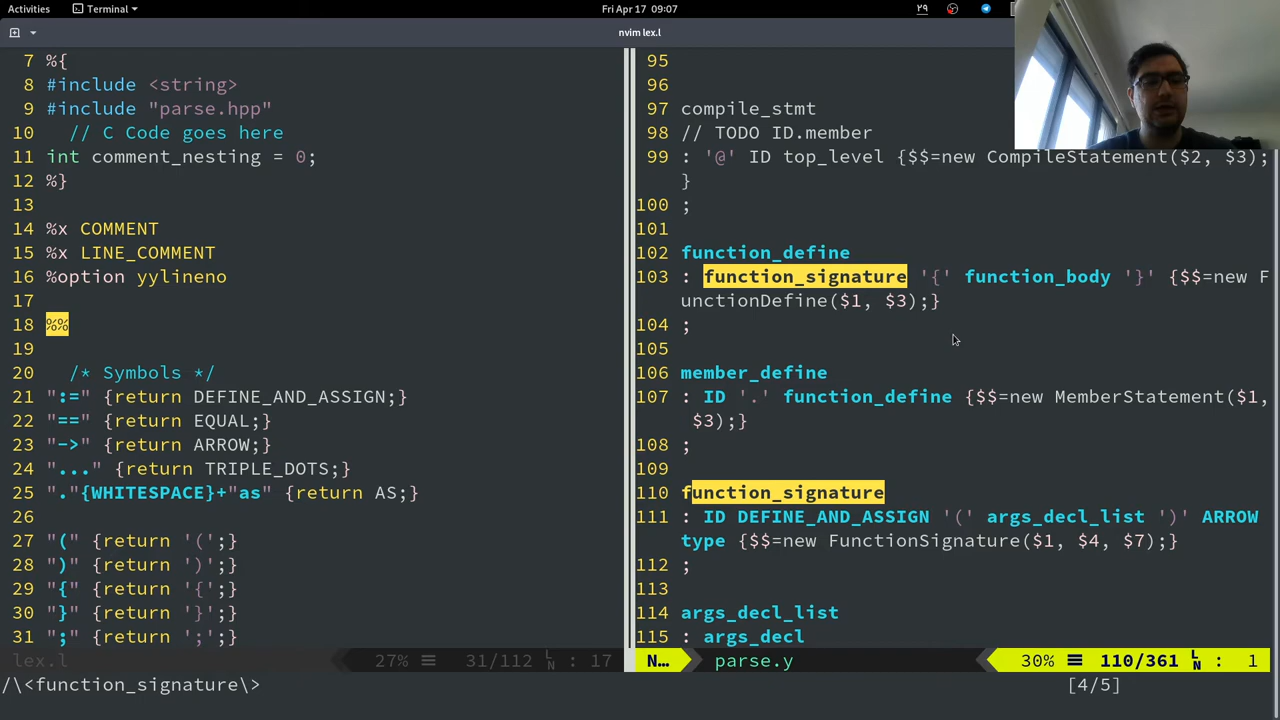 Activities
Terminal
Fri Apr 17 09:07
۲۹
nvim lex.l
7 %{
8 #include <string>
9 #include "parse.hpp"
10 // C Code goes here
11 int comment_nesting = 0;
12 %}
13
14 %x COMMENT
15 %x LINE_COMMENT
16 %option yylineno
17
18 %%
19
20 /* Symbols */
21 ":=" {return DEFINE_AND_ASSIGN;}
22 "==" {return EQUAL;}
23 "->" {return ARROW;}
24 "..." {return TRIPLE_DOTS;}
25 "."{WHITESPACE}+"as" {return AS;}
26
27 "(" {return '(';}
28 ")" {return ')';}
29 "{" {return '{';}
30 "}" {return '}';}
31 ";" {return ';';}
lex.l 27% ☰ 31/112 LN : 17
95
96
97 compile_stmt
98 // TODO ID.member
99 : '@' ID top_level {$$=new CompileStatement($2, $3);
}
100 ;
101
102 function_define
103 : function_signature '{' function_body '}' {$$=new F
unctionDefine($1, $3);}
104 ;
105
106 member_define
107 : ID '.' function_define {$$=new MemberStatement($1,
$3);}
108 ;
109
110 function_signature
111 : ID DEFINE_AND_ASSIGN '(' args_decl_list ')' ARROW
type {$$=new FunctionSignature($1, $4, $7);}
112 ;
113
114 args_decl_list
115 : args_decl
N… parse.y 30% ☰ 110/361 LN : 1
/\<function_signature\> [4/5]